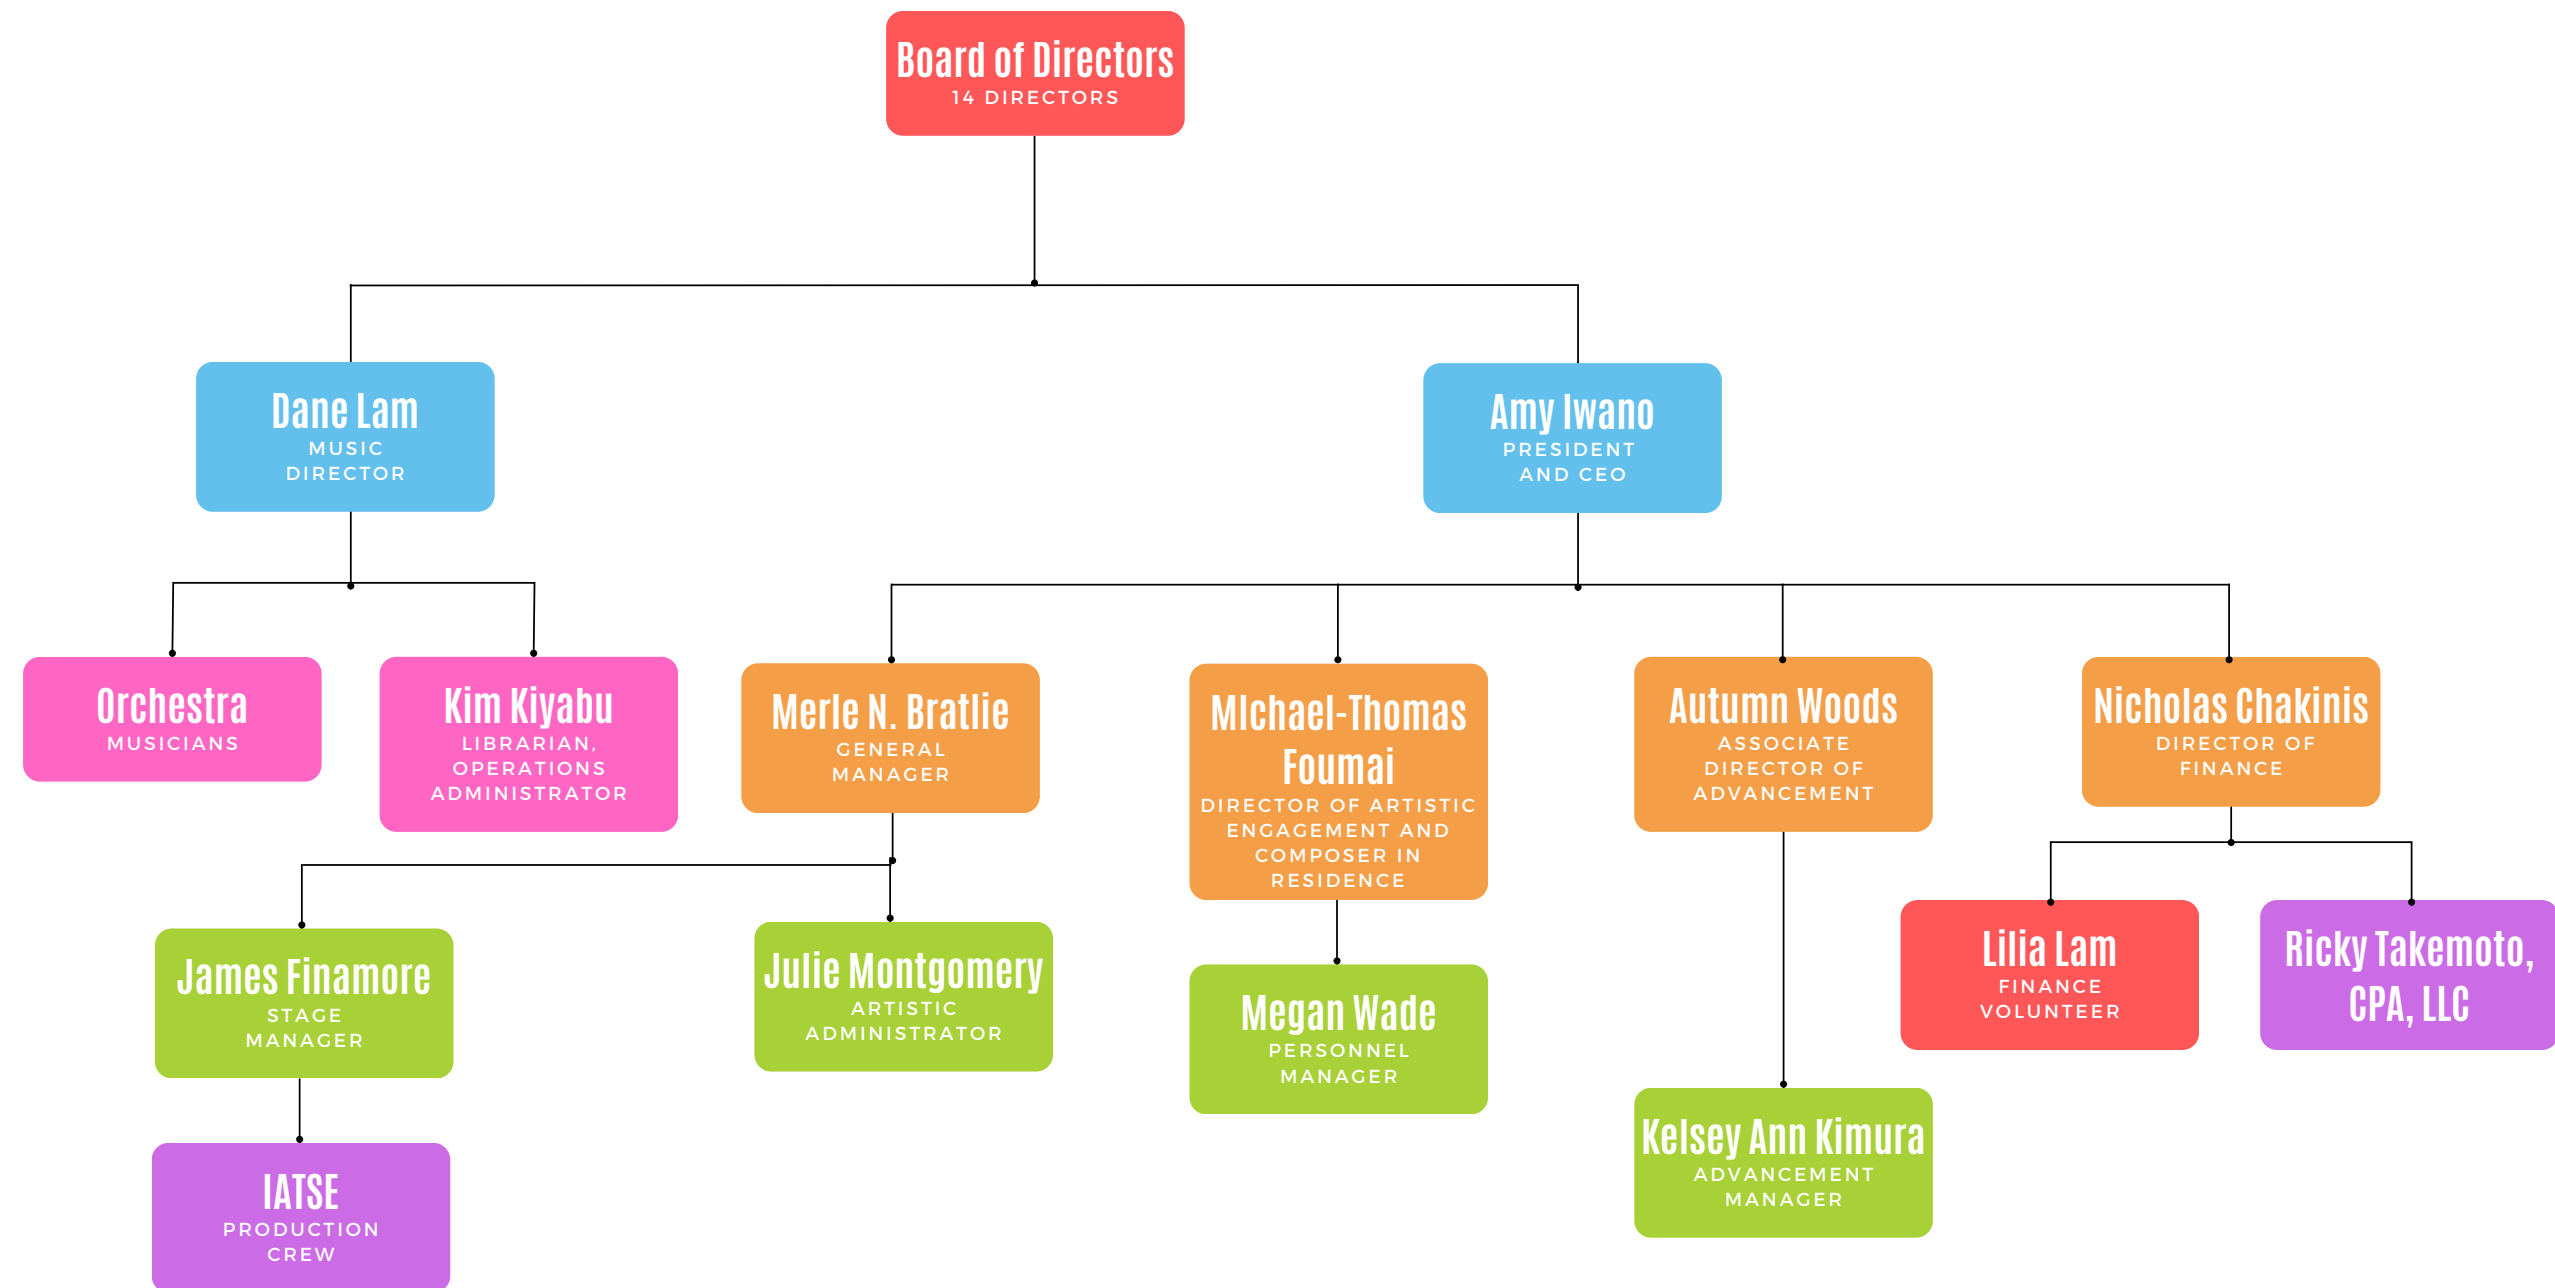 Board of Directors
14 DIRECTORS
Dane Lam
MUSIC
DIRECTOR
Amy Iwano
PRESIDENT
AND CEO
Orchestra
MUSICIANS
Kim Kiyabu
LIBRARIAN,
OPERATIONS
ADMINISTRATOR
Merle N. Bratlie
GENERAL
MANAGER
MIchael-Thomas
Foumai
DIRECTOR OF ARTISTIC
ENGAGEMENT AND
COMPOSER IN
RESIDENCE
Autumn Woods
ASSOCIATE
DIRECTOR OF
ADVANCEMENT
Nicholas Chakinis
DIRECTOR OF
FINANCE
James Finamore
STAGE
MANAGER
Julie Montgomery
ARTISTIC
ADMINISTRATOR
Megan Wade
PERSONNEL
MANAGER
Lilia Lam
FINANCE
VOLUNTEER
Ricky Takemoto,
CPA, LLC
Kelsey Ann Kimura
ADVANCEMENT
MANAGER
IATSE
PRODUCTION
CREW